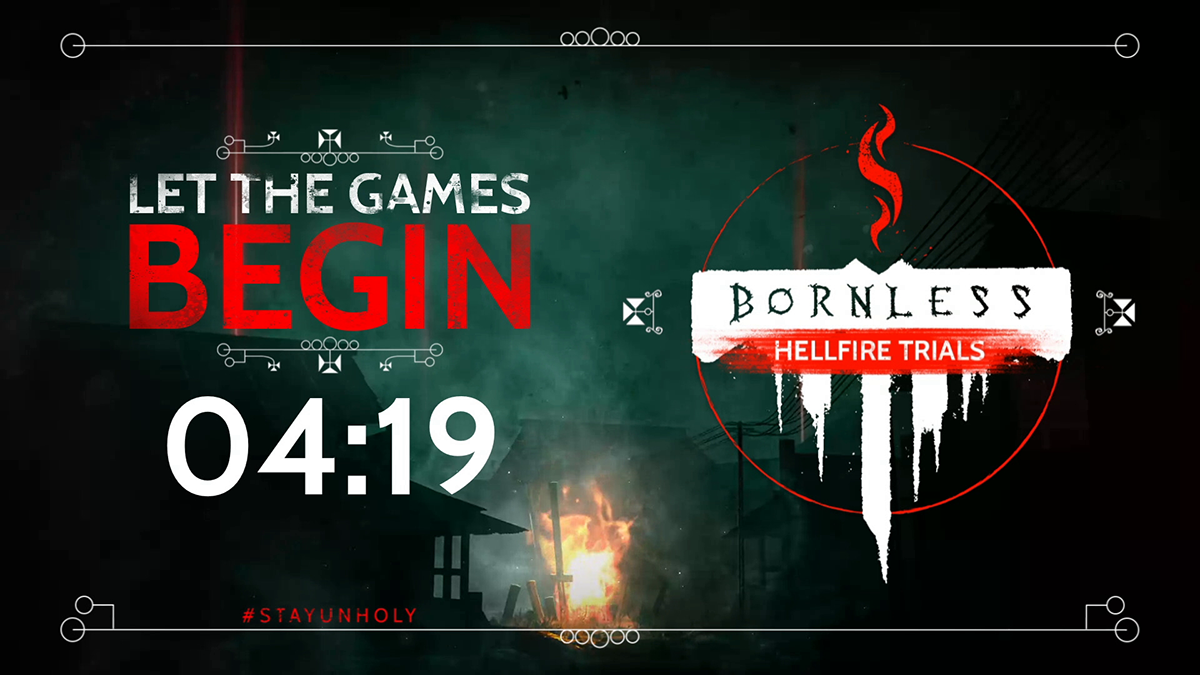 LET THE GAMES
BEGIN
04:19
BØRNLESS
HELLFIRE TRIALS
#STAYUNHOLY